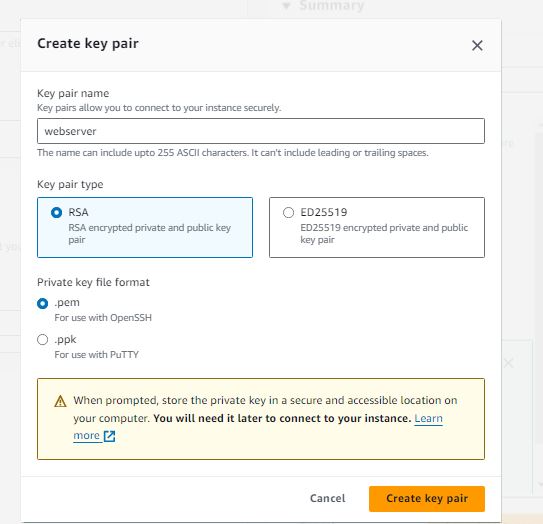 Summary
Create key pair
Key pair name
Key pairs allow you to connect to your instance securely.
webserver
The name can include upto 255 ASCII characters. It can't include leading or trailing spaces.
Key pair type
RSA
RSA encrypted private and public key
pair
ED25519
ED25519 encrypted private and public
key pair
Private key file format
.pem
For use with OpenSSH
.ppk
For use with PuTTY
When prompted, store the private key in a secure and accessible location on
your computer. You will need it later to connect to your instance. Learn
more
Cancel
Create key pair